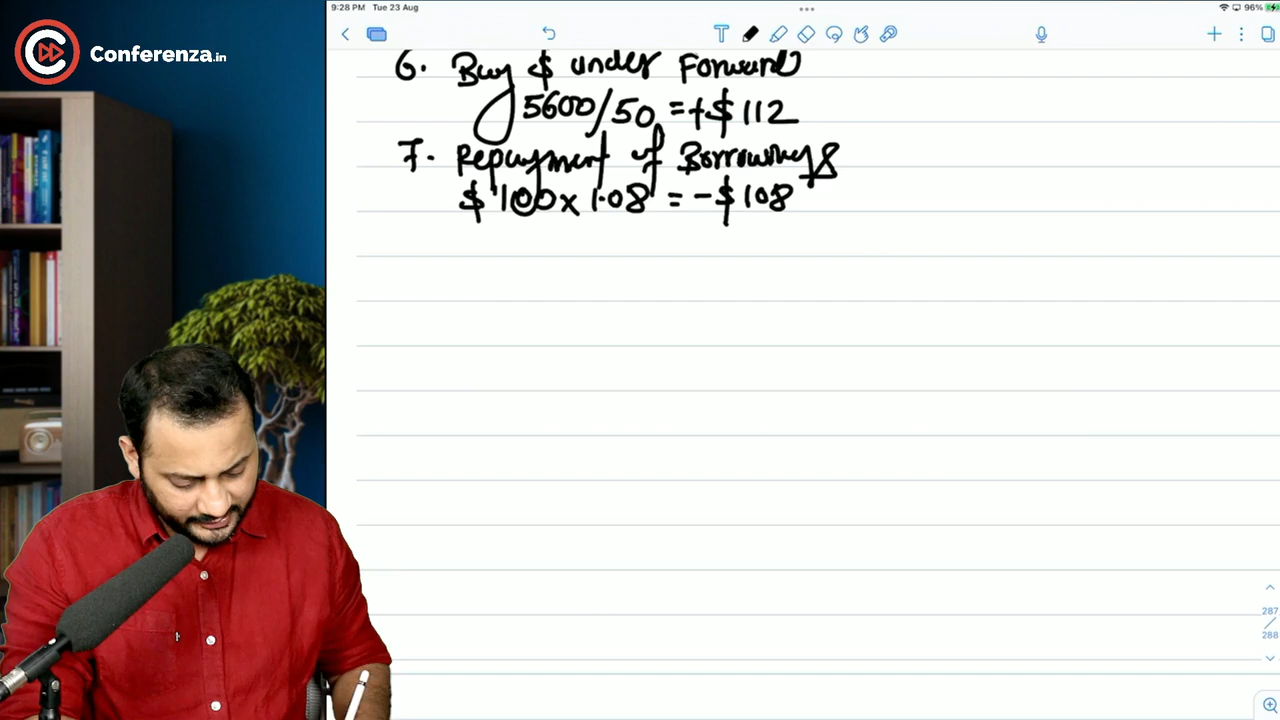 9:28 PM Tue 23 Aug
96%
Conferenza.in
6. Buy $ under Forward
5600/50 = +$112
7. Repayment of Borrowings
$100 x 1.08 = -$108
287
288